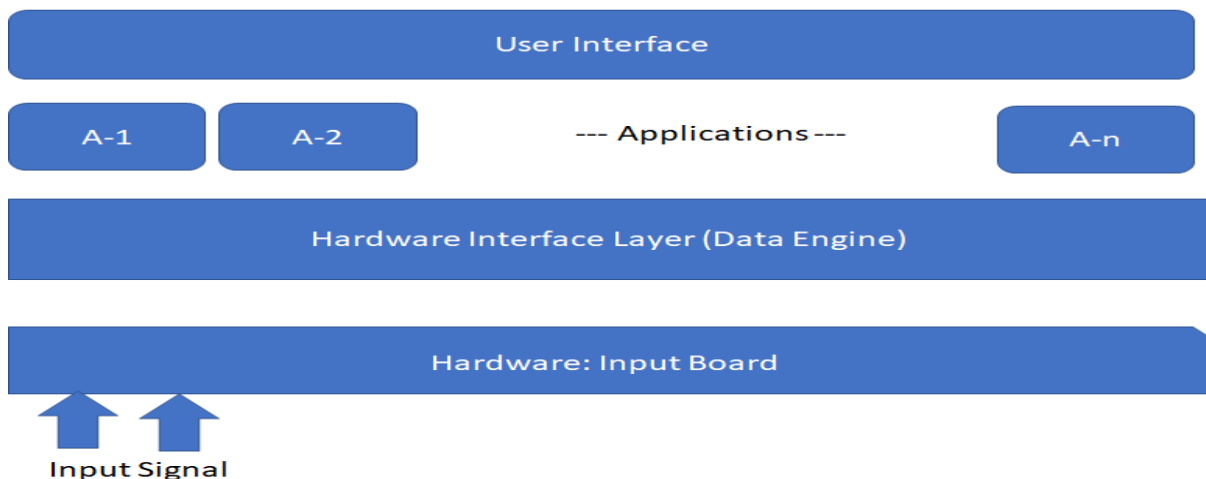 User Interface
A-1
A-2
--- Applications ---
A-n
Hardware Interface Layer (Data Engine)
Hardware: Input Board
Input Signal